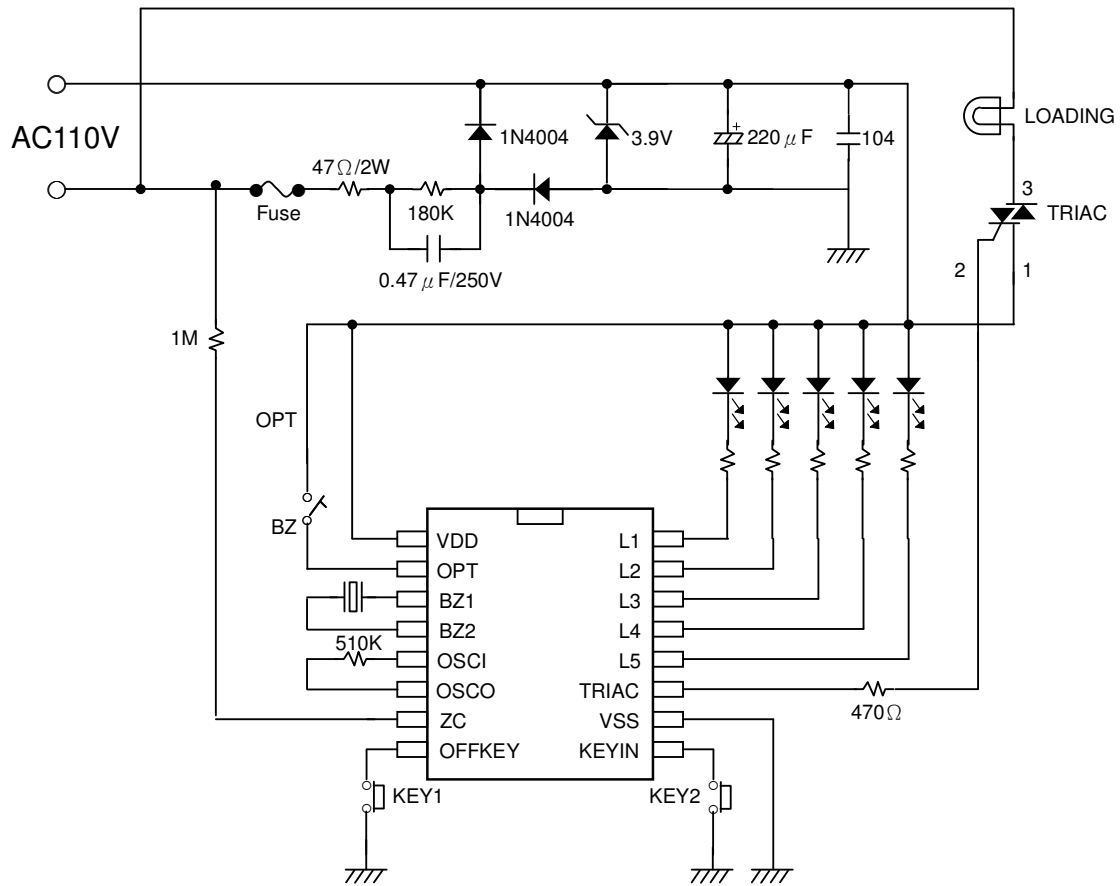 LOADING
AC110V
1N4004
3.9V
+
220μF
104
47Ω/2W
Fuse
180K
1N4004
0.47μF/250V
3
TRIAC
2
1
1M
OPT
BZ
VDD
L1
OPT
L2
BZ1
L3
BZ2
L4
510K
OSCI
L5
OSCO
TRIAC
470Ω
ZC
VSS
OFFKEY
KEYIN
KEY1
KEY2